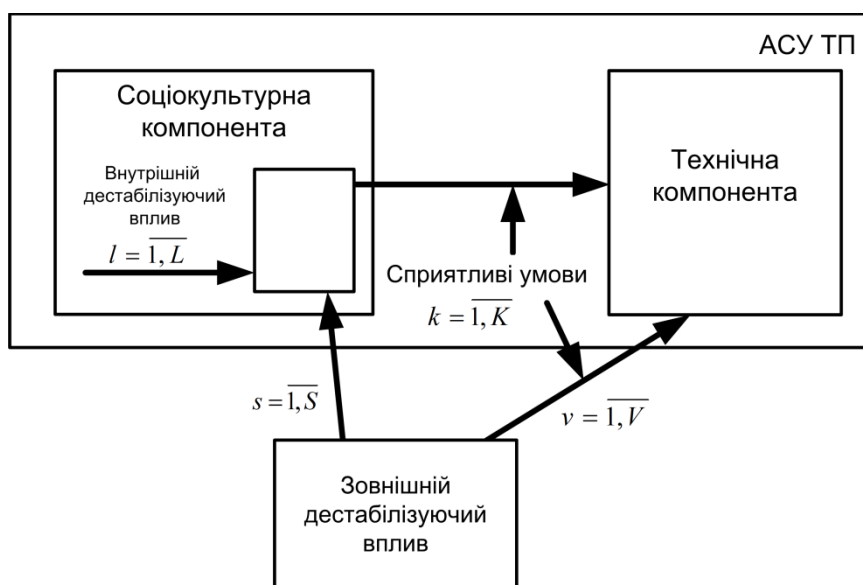 АСУ ТП
Соціокультурна
компонента
Внутрішній
дестабілізуючий
вплив
l = 1, L
Технічна
компонента
Сприятливі умови
k = 1, K
s = 1, S
v = 1, V
Зовнішній
дестабілізуючий
вплив